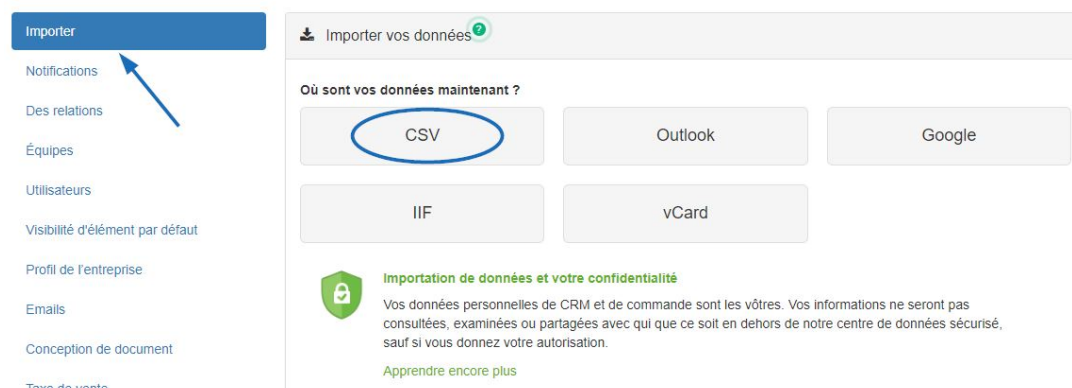 Importer
Notifications
Des relations
Équipes
Utilisateurs
Visibilité d'élément par défaut
Profil de l'entreprise
Emails
Conception de document
Taxe de vente
Importer vos données ?
Où sont vos données maintenant ?
CSV Outlook Google
IIF vCard
Importation de données et votre confidentialité
Vos données personnelles de CRM et de commande sont les vôtres. Vos informations ne seront pas
consultées, examinées ou partagées avec qui que ce soit en dehors de notre centre de données sécurisé,
sauf si vous donnez votre autorisation.
Apprendre encore plus